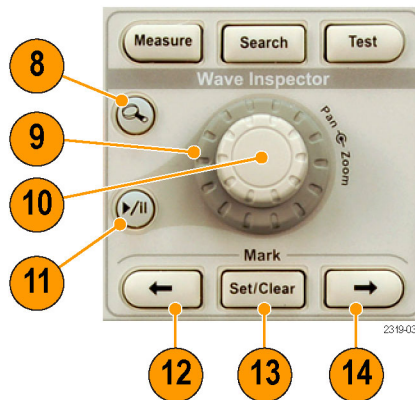 Measure Search Test
Wave Inspector
8
9
Pan Zoom
10
11
Mark
Set/Clear
2319-03
12 13 14